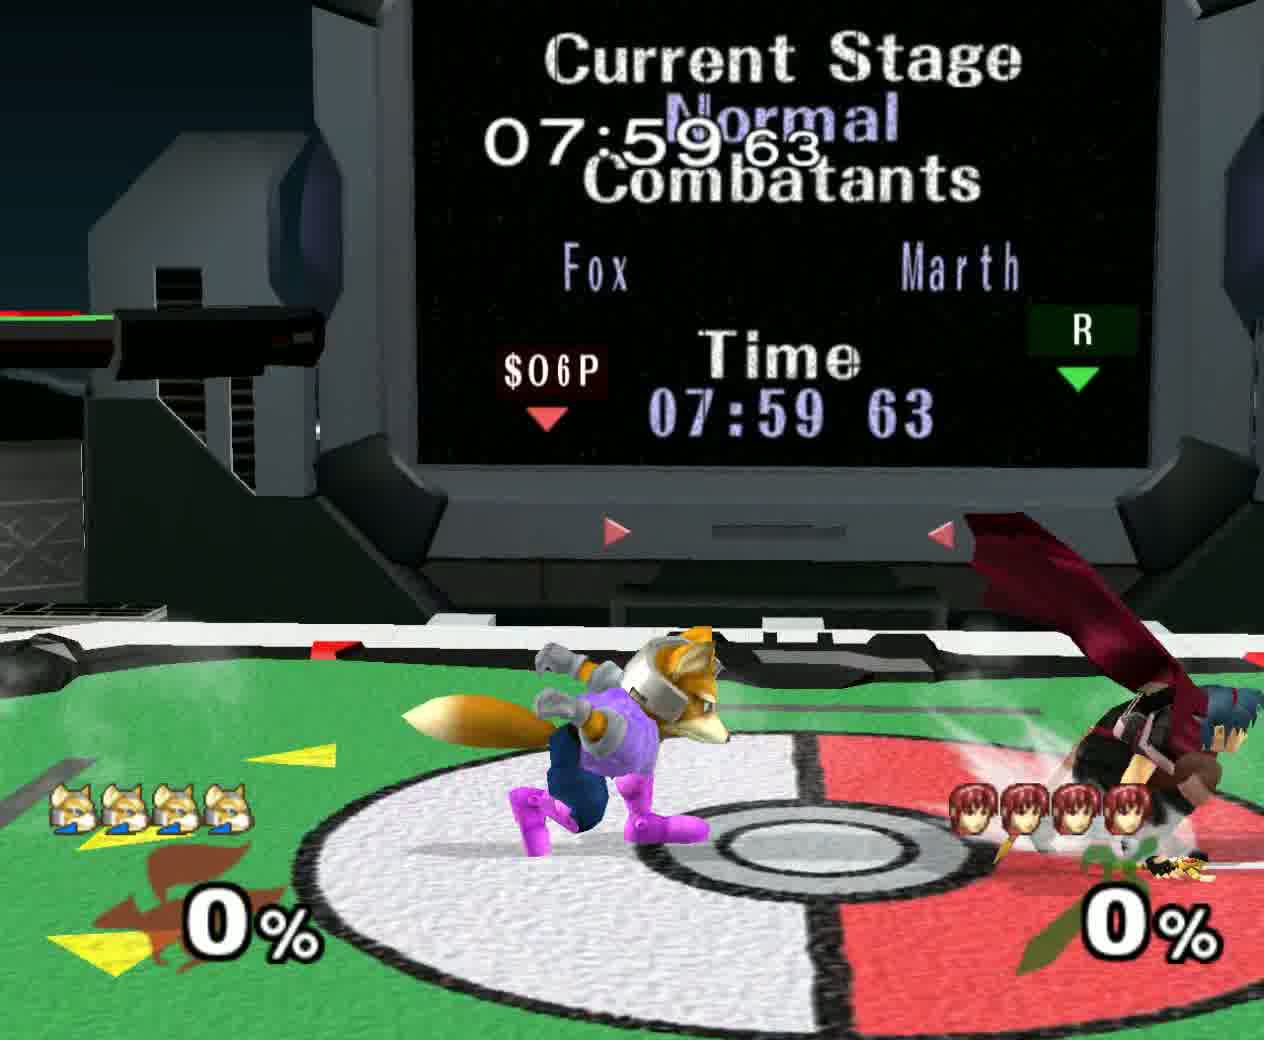 Current Stage
Normal
07:59 63
Combatants
Fox Marth
R
Time
$06P
07:59 63
0% 0%